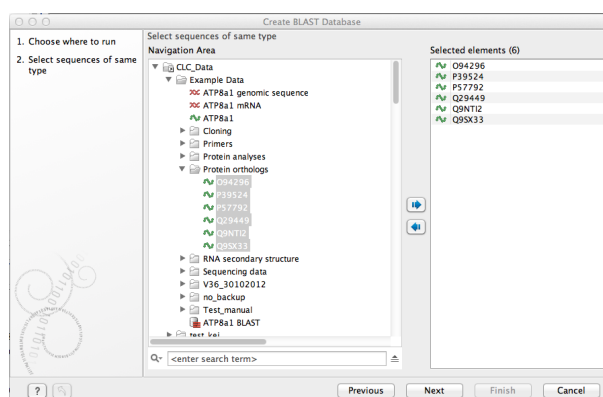 Create BLAST Database
1. Choose where to run
2. Select sequences of same
type
Select sequences of same type
Navigation Area
CLC_Data
Example Data
ATP8a1 genomic sequence
ATP8a1 mRNA
ATP8a1
Cloning
Primers
Protein analyses
Protein orthologs
O94296
P39524
P57792
Q29449
Q9NTI2
Q9SX33
RNA secondary structure
Sequencing data
V36_30102012
no_backup
Test_manual
ATP8a1 BLAST
<enter search term>
Selected elements (6)
O94296
P39524
P57792
Q29449
Q9NTI2
Q9SX33
?
Previous
Next
Finish
Cancel